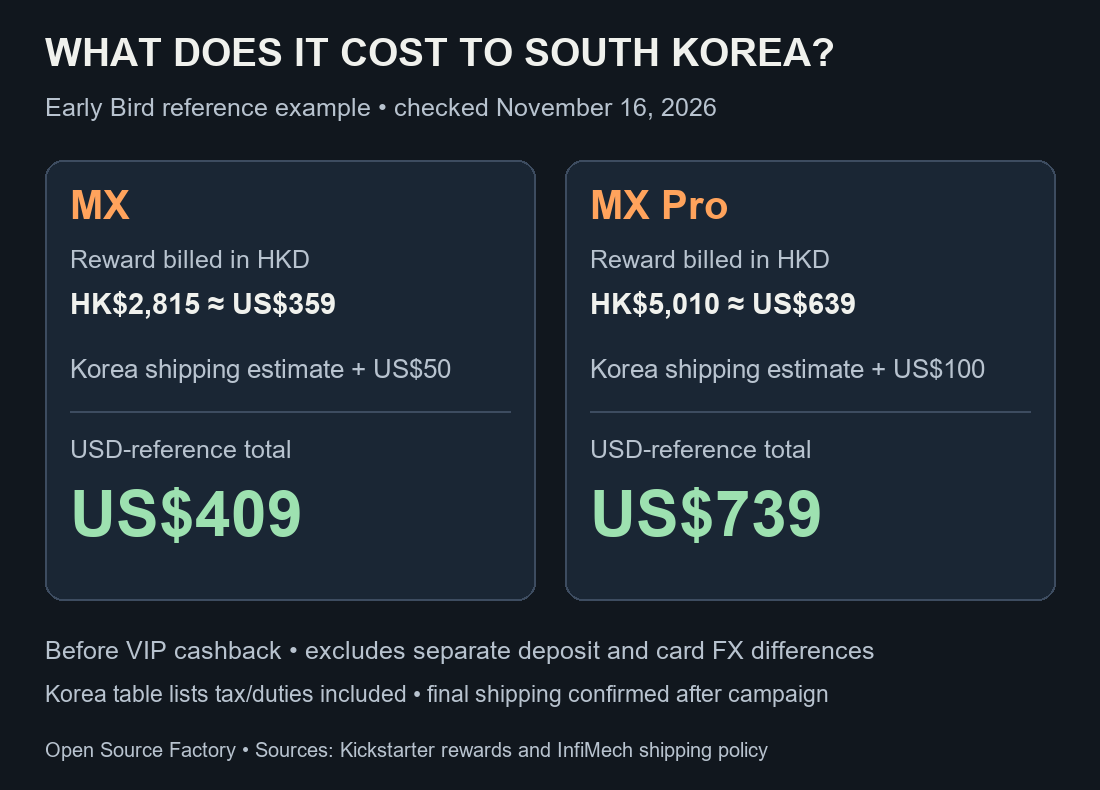 WHAT DOES IT COST TO SOUTH KOREA?
Early Bird reference example • checked November 16, 2026
MX
Reward billed in HKD
HK$2,815 ≈ US$359
Korea shipping estimate + US$50
USD-reference total
US$409
MX Pro
Reward billed in HKD
HK$5,010 ≈ US$639
Korea shipping estimate + US$100
USD-reference total
US$739
Before VIP cashback • excludes separate deposit and card FX differences
Korea table lists tax/duties included • final shipping confirmed after campaign
Open Source Factory • Sources: Kickstarter rewards and InfiMech shipping policy